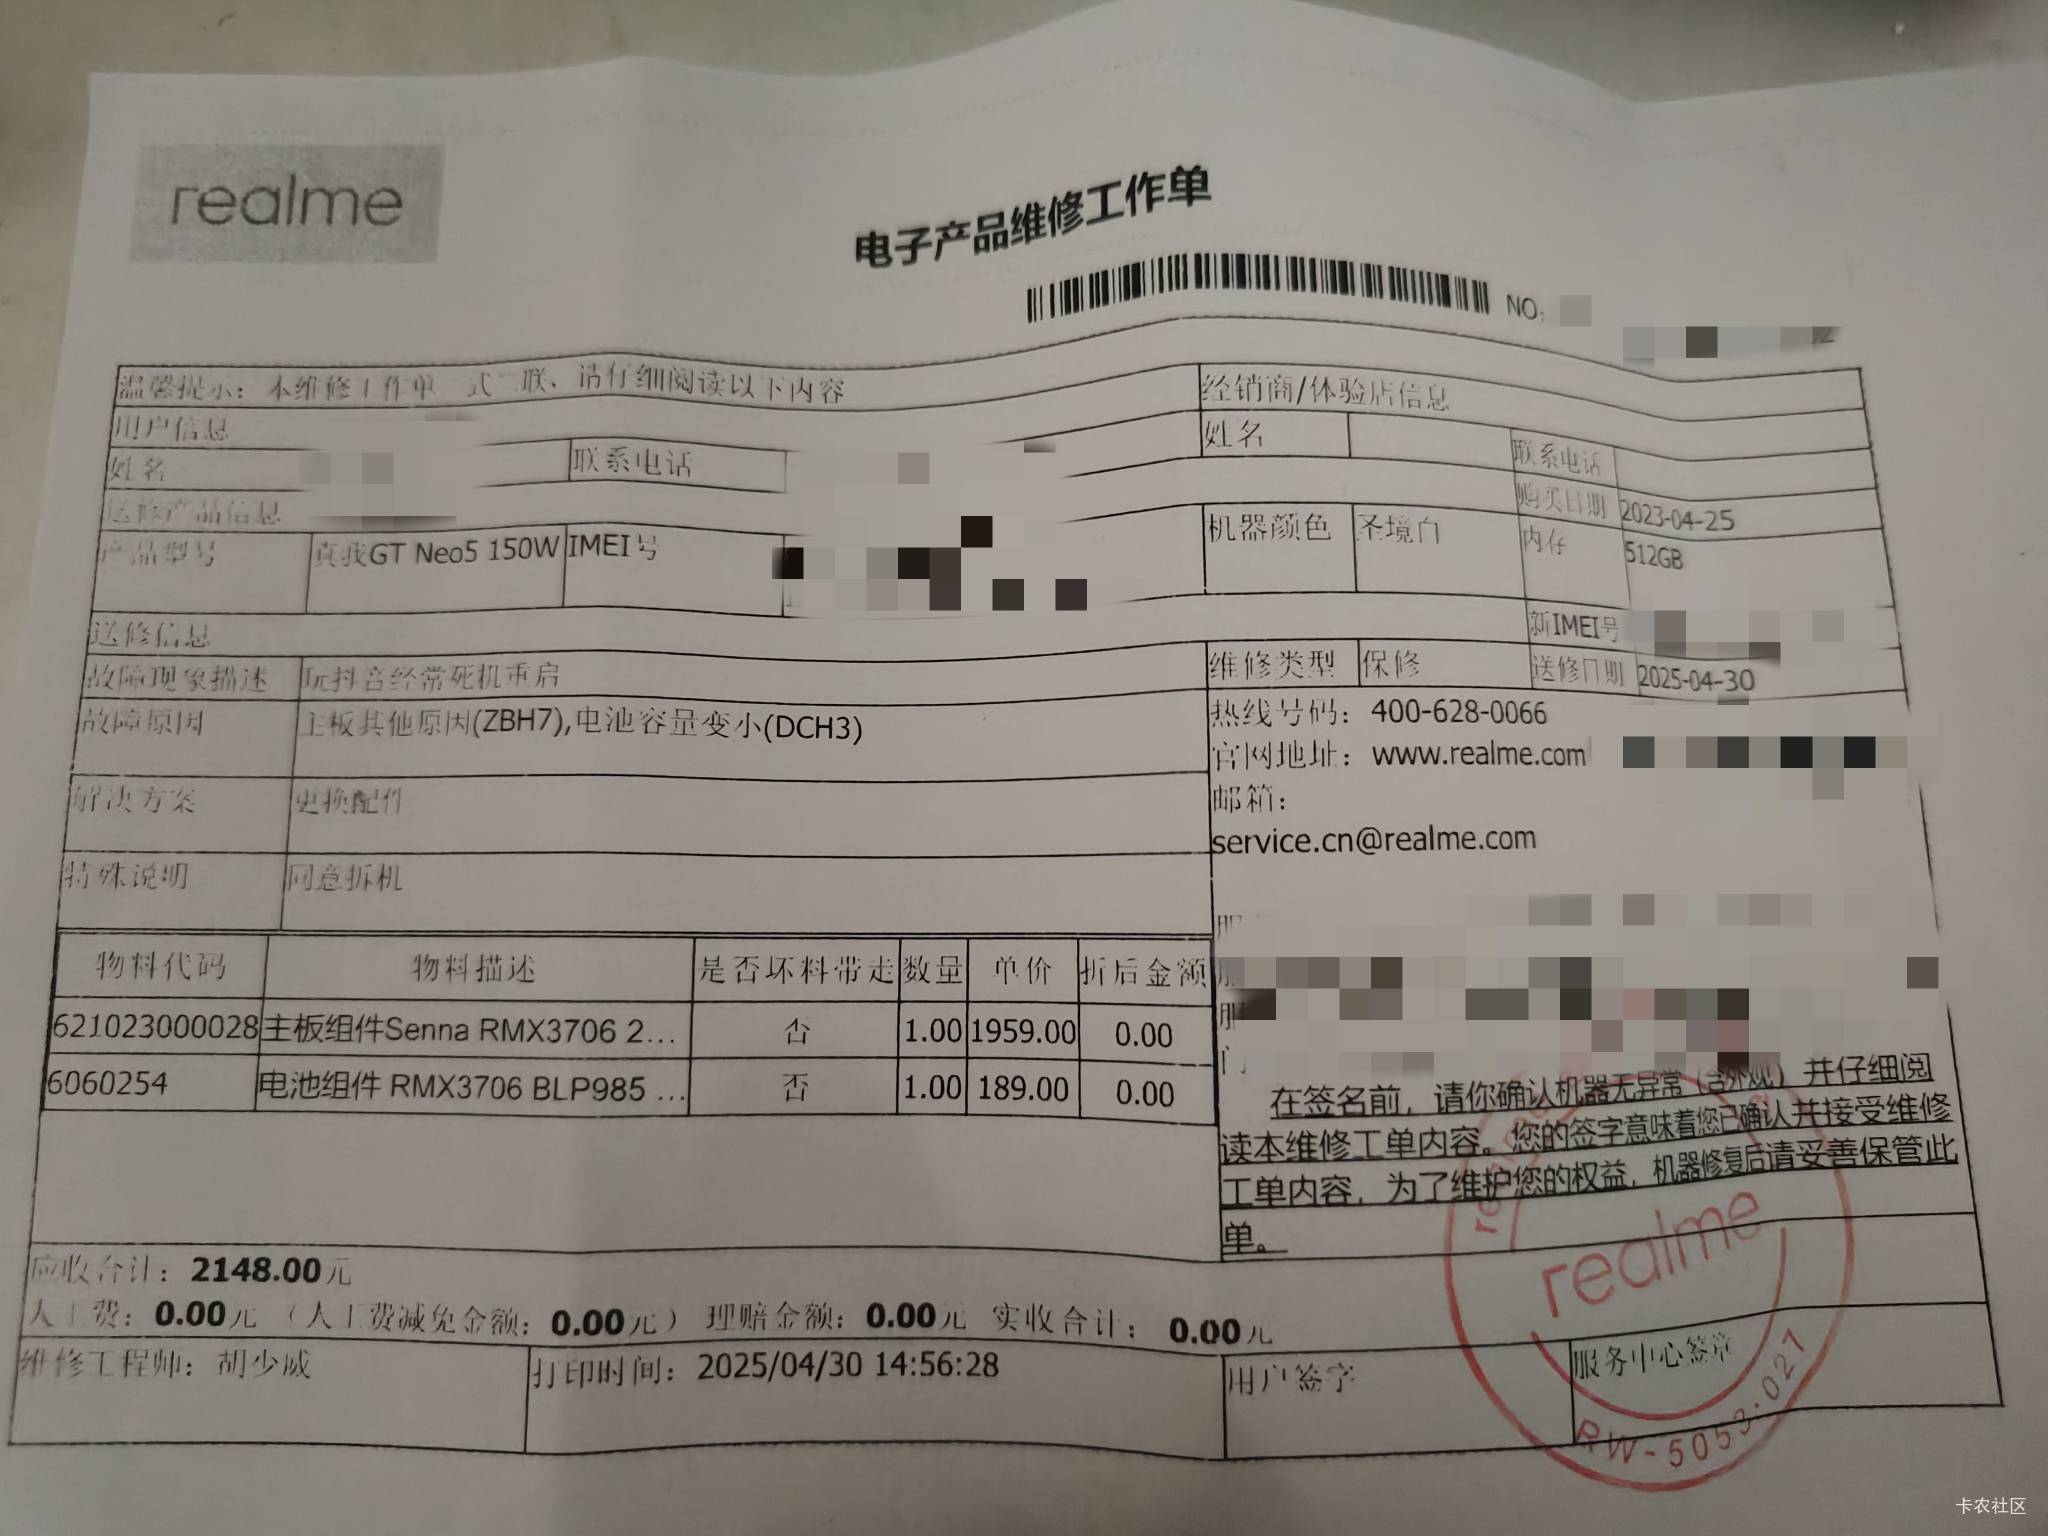 realme
电子产品维修工作单
NO:
温馨提示：本维修工作单一式二联，请仔细阅读以下内容
经销商/体验店信息
用户信息
姓名
联系电话
姓名
联系电话
送修产品信息
购买日期 2023-04-25
产品型号 真我GT Neo5 150W IMEI号
机器颜色 圣境白 内存 512GB
送修信息
新IMEI号
故障现象描述 玩抖音经常死机重启
维修类型 保修 送修日期 2025-04-30
故障原因 主板其他原因(ZBH7),电池容量变小(DCH3)
解决方案 更换配件
特殊说明 同意拆机
热线号码：400-628-0066
官网地址：www.realme.com
邮箱：
service.cn@realme.com
物料代码 物料描述 是否坏料带走 数量 单价 折后金额
621023000028 主板组件Senna RMX3706 2... 否 1.00 1959.00 0.00
6060254 电池组件 RMX3706 BLP985 ... 否 1.00 189.00 0.00
在签名前，请你确认机器无异常（含外观）并仔细阅
读本维修工单内容。您的签字意味着您已确认并接受维修
工单内容，为了维护您的权益，机器修复后请妥善保管此
单。
应收合计：2148.00元
人工费：0.00元（人工费减免金额：0.00元）理赔金额：0.00元 实收合计：0.00元
维修工程师：胡少威
打印时间：2025/04/30 14:56:28
用户签字
服务中心签章
realme
RW-5053-027
卡农社区